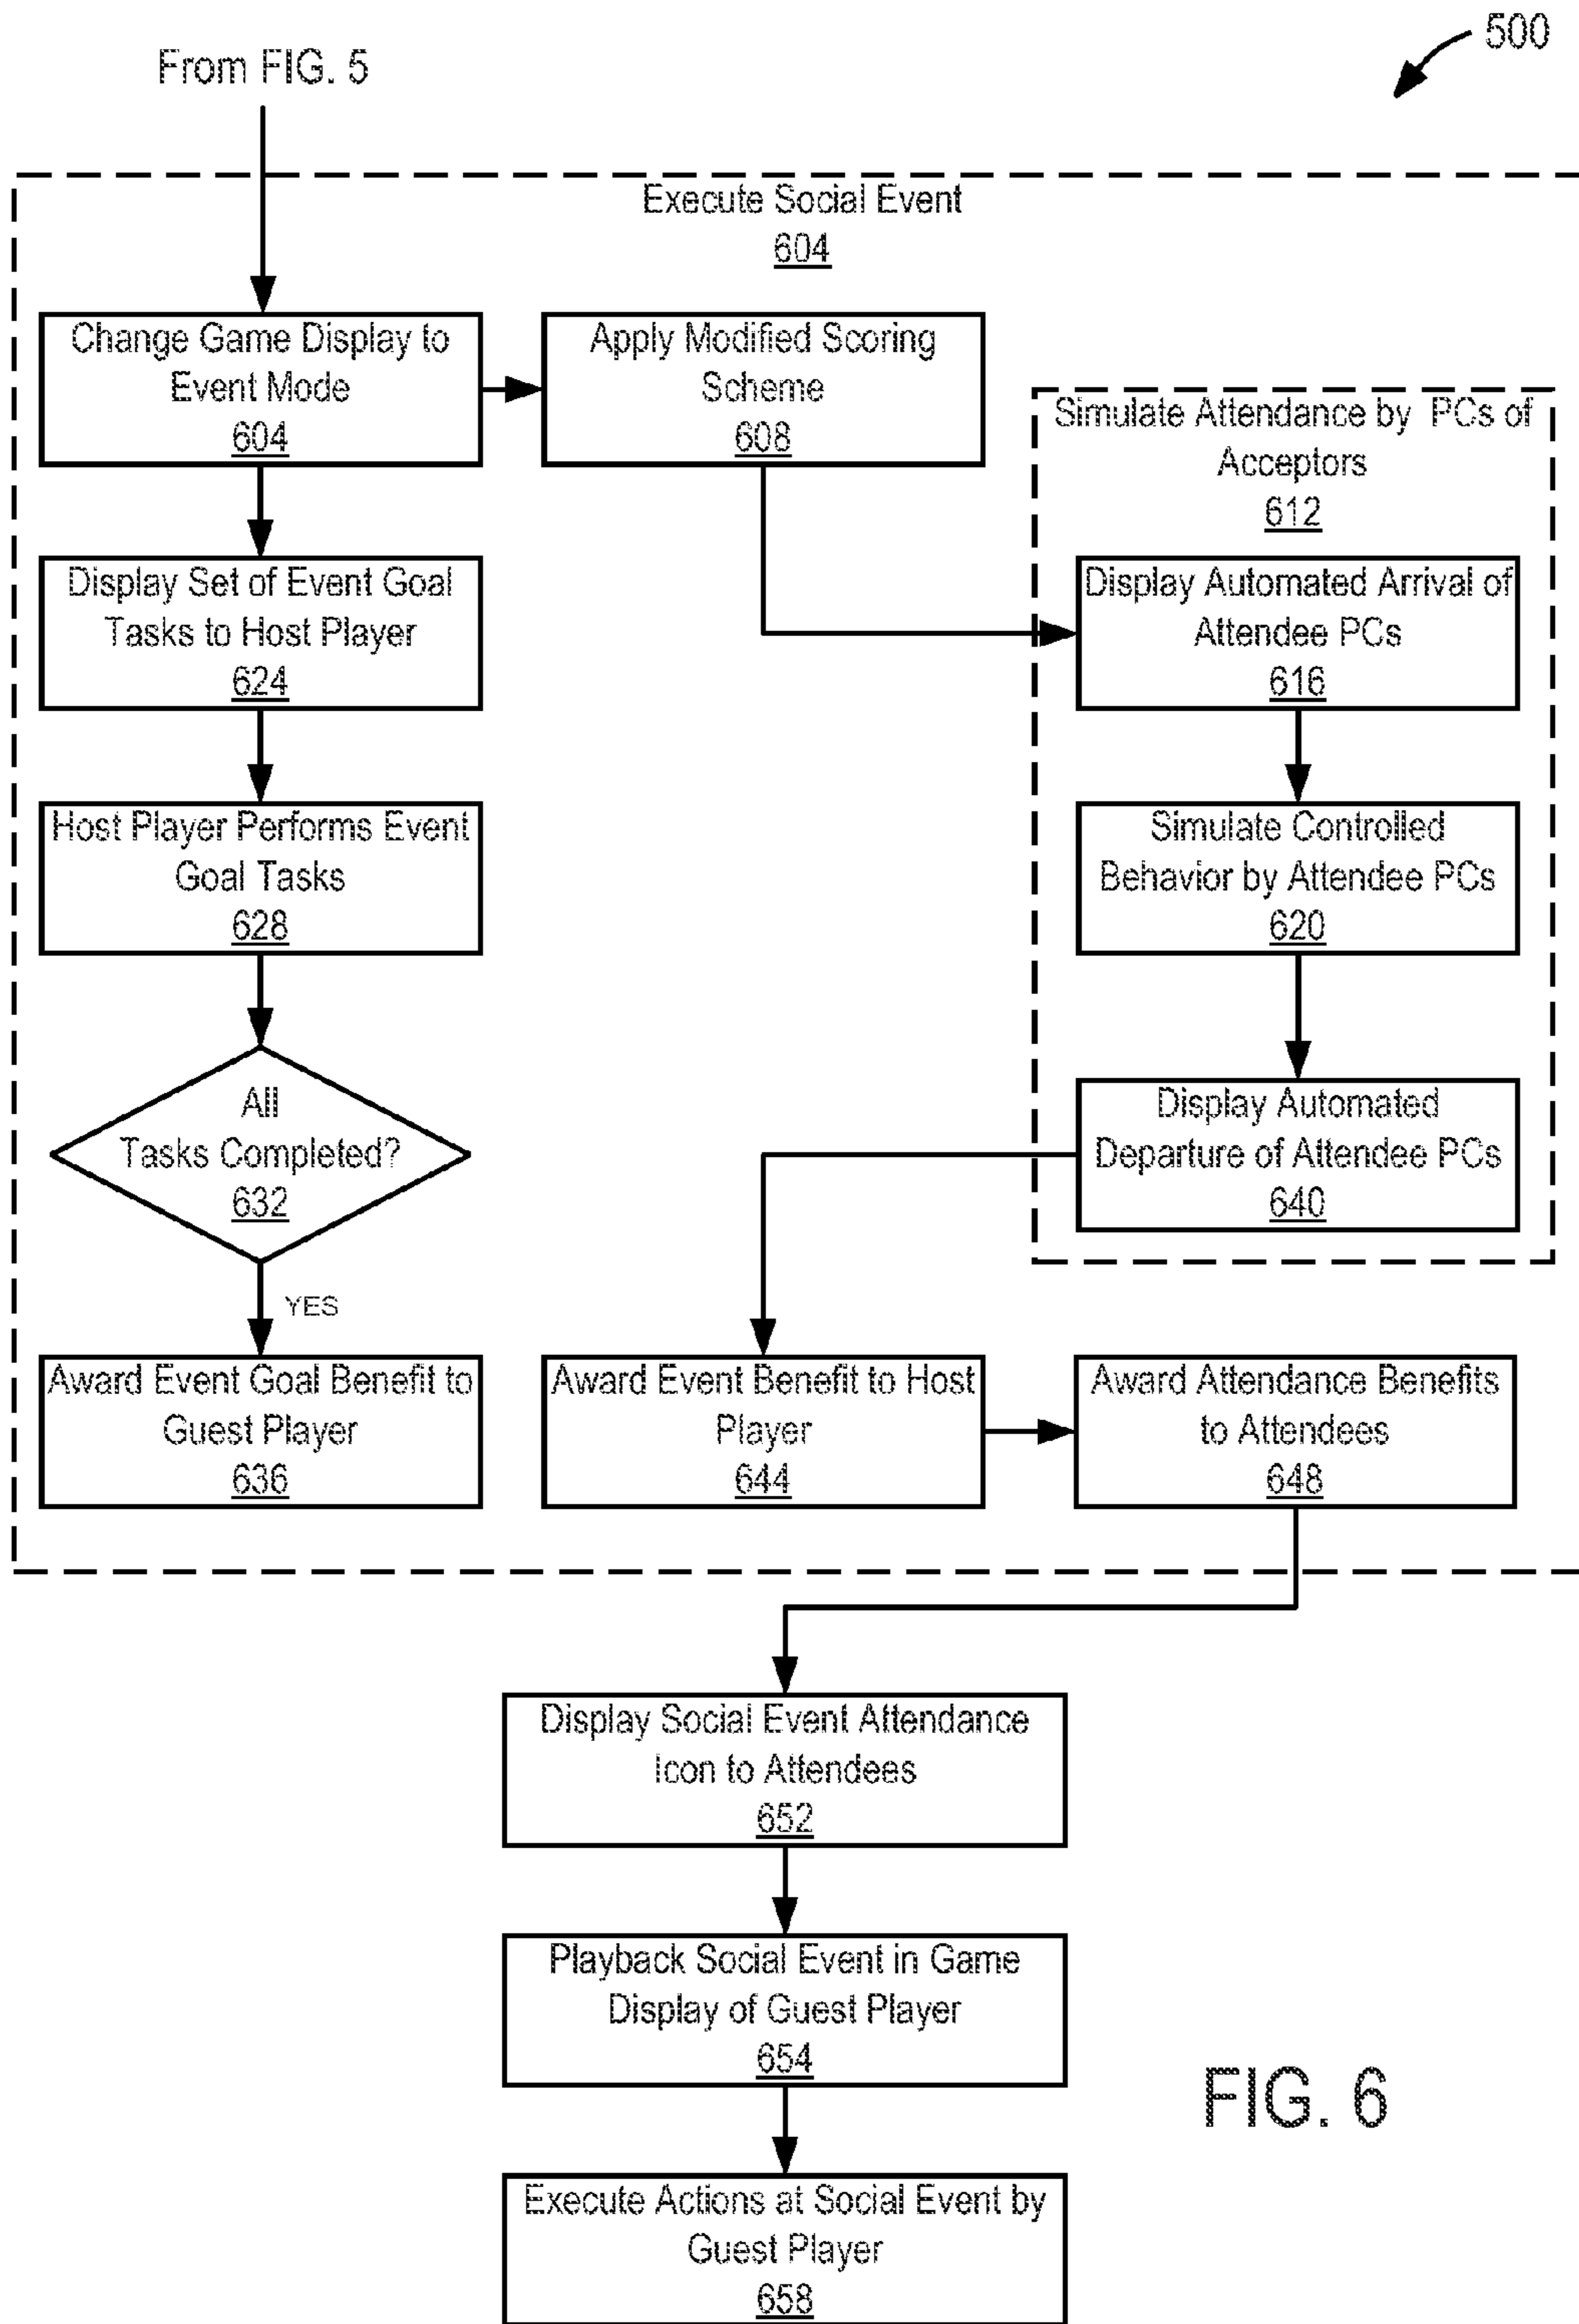 500
From FIG. 5
Execute Social Event
604
Change Game Display to
Event Mode
604
Apply Modified Scoring
Scheme
608
Simulate Attendance by PCs of
Acceptors
612
Display Set of Event Goal
Tasks to Host Player
624
Display Automated Arrival of
Attendee PCs
616
Host Player Performs Event
Goal Tasks
628
Simulate Controlled
Behavior by Attendee PCs
620
All
Tasks Completed?
632
Display Automated
Departure of Attendee PCs
640
YES
Award Event Goal Benefit to
Guest Player
636
Award Event Benefit to Host
Player
644
Award Attendance Benefits
to Attendees
648
Display Social Event Attendance
Icon to Attendees
652
Playback Social Event in Game
Display of Guest Player
654
Execute Actions at Social Event by
Guest Player
658
FIG. 6